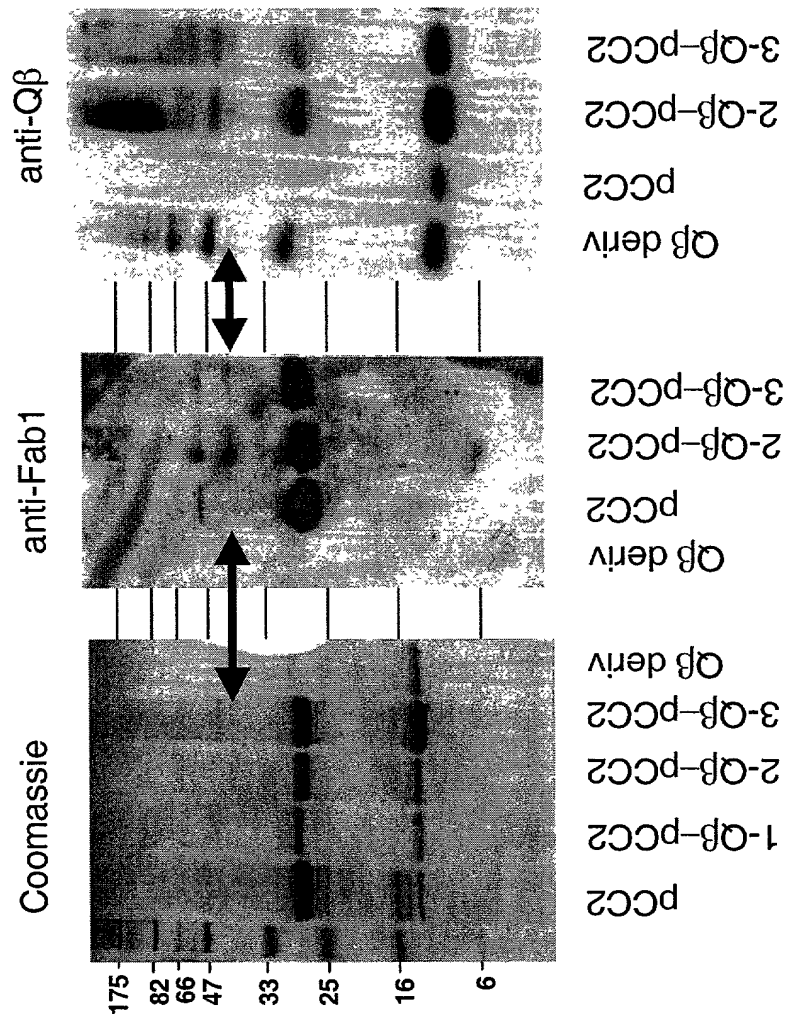 Coomassie
anti-Fab1
anti-Qβ
175
82
66
47
33
25
16
6
pCC2
1-Qβ–pCC2
2-Qβ–pCC2
3-Qβ–pCC2
Qβ deriv
Qβ deriv
pCC2
2-Qβ–pCC2
3-Qβ–pCC2
Qβ deriv
pCC2
2-Qβ–pCC2
3-Qβ–pCC2